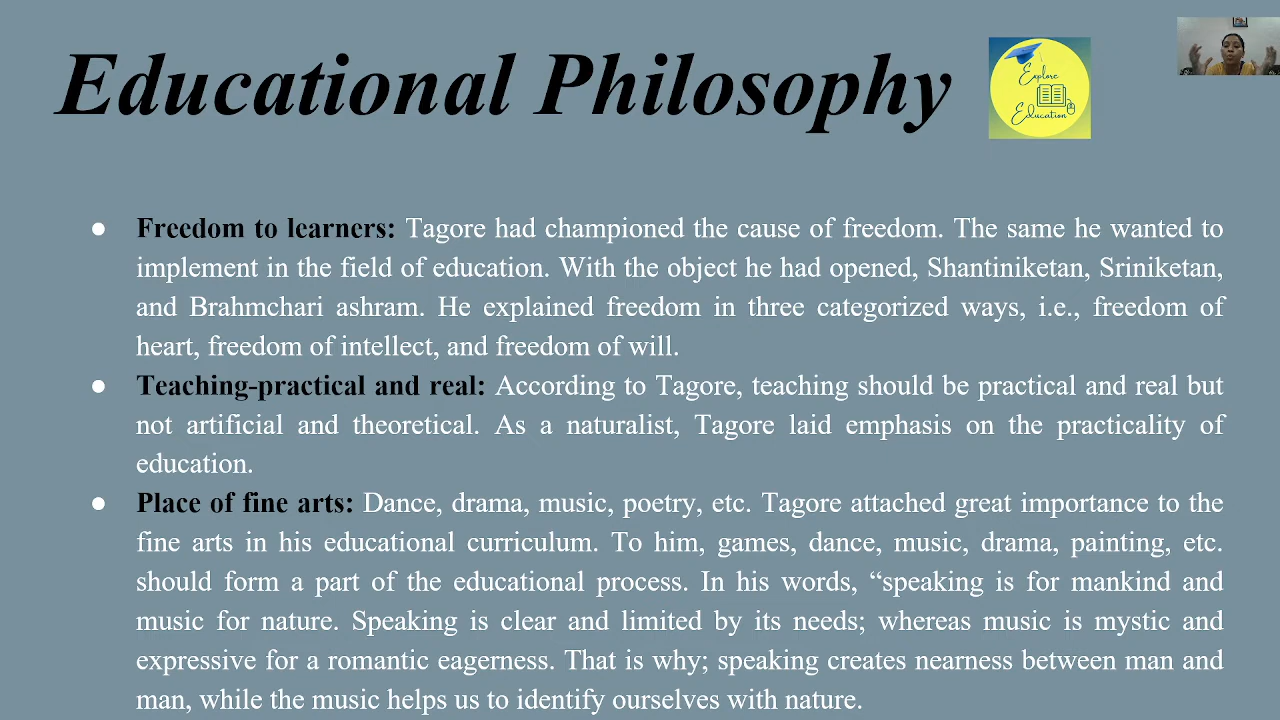 Educational Philosophy
Explore
Education
● Freedom to learners: Tagore had championed the cause of freedom. The same he wanted to
implement in the field of education. With the object he had opened, Shantiniketan, Sriniketan,
and Brahmchari ashram. He explained freedom in three categorized ways, i.e., freedom of
heart, freedom of intellect, and freedom of will.
● Teaching-practical and real: According to Tagore, teaching should be practical and real but
not artificial and theoretical. As a naturalist, Tagore laid emphasis on the practicality of
education.
● Place of fine arts: Dance, drama, music, poetry, etc. Tagore attached great importance to the
fine arts in his educational curriculum. To him, games, dance, music, drama, painting, etc.
should form a part of the educational process. In his words, “speaking is for mankind and
music for nature. Speaking is clear and limited by its needs; whereas music is mystic and
expressive for a romantic eagerness. That is why; speaking creates nearness between man and
man, while the music helps us to identify ourselves with nature.